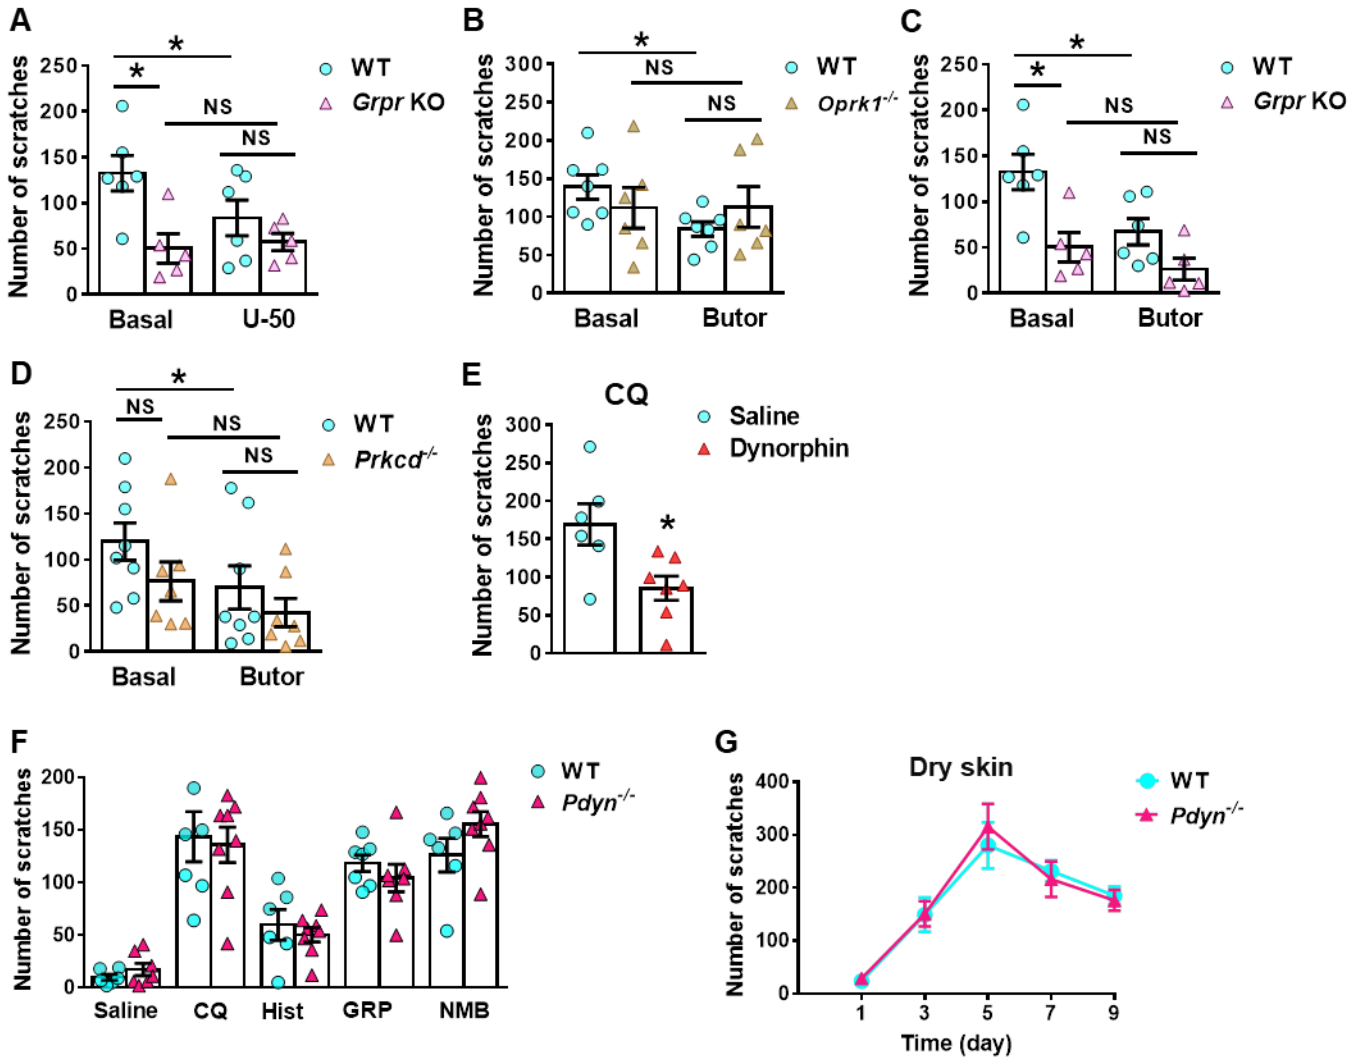 A
Number of scratches
250
200
150
100
50
0
*
*
NS
NS
WT
Grpr KO
Basal
U-50
B
Number of scratches
300
250
200
150
100
50
0
*
NS
NS
WT
Oprk1-/-
Basal
Butor
C
Number of scratches
250
200
150
100
50
0
*
*
NS
NS
WT
Grpr KO
Basal
Butor
D
Number of scratches
250
200
150
100
50
0
*
NS
NS
NS
WT
Prkcd-/-
Basal
Butor
E
CQ
Number of scratches
300
250
200
150
100
50
0
*
Saline
Dynorphin
F
Number of scratches
200
150
100
50
0
WT
Pdyn-/-
Saline
CQ
Hist
GRP
NMB
G
Dry skin
Number of scratches
400
300
200
100
0
WT
Pdyn-/-
1
3
5
7
9
Time (day)